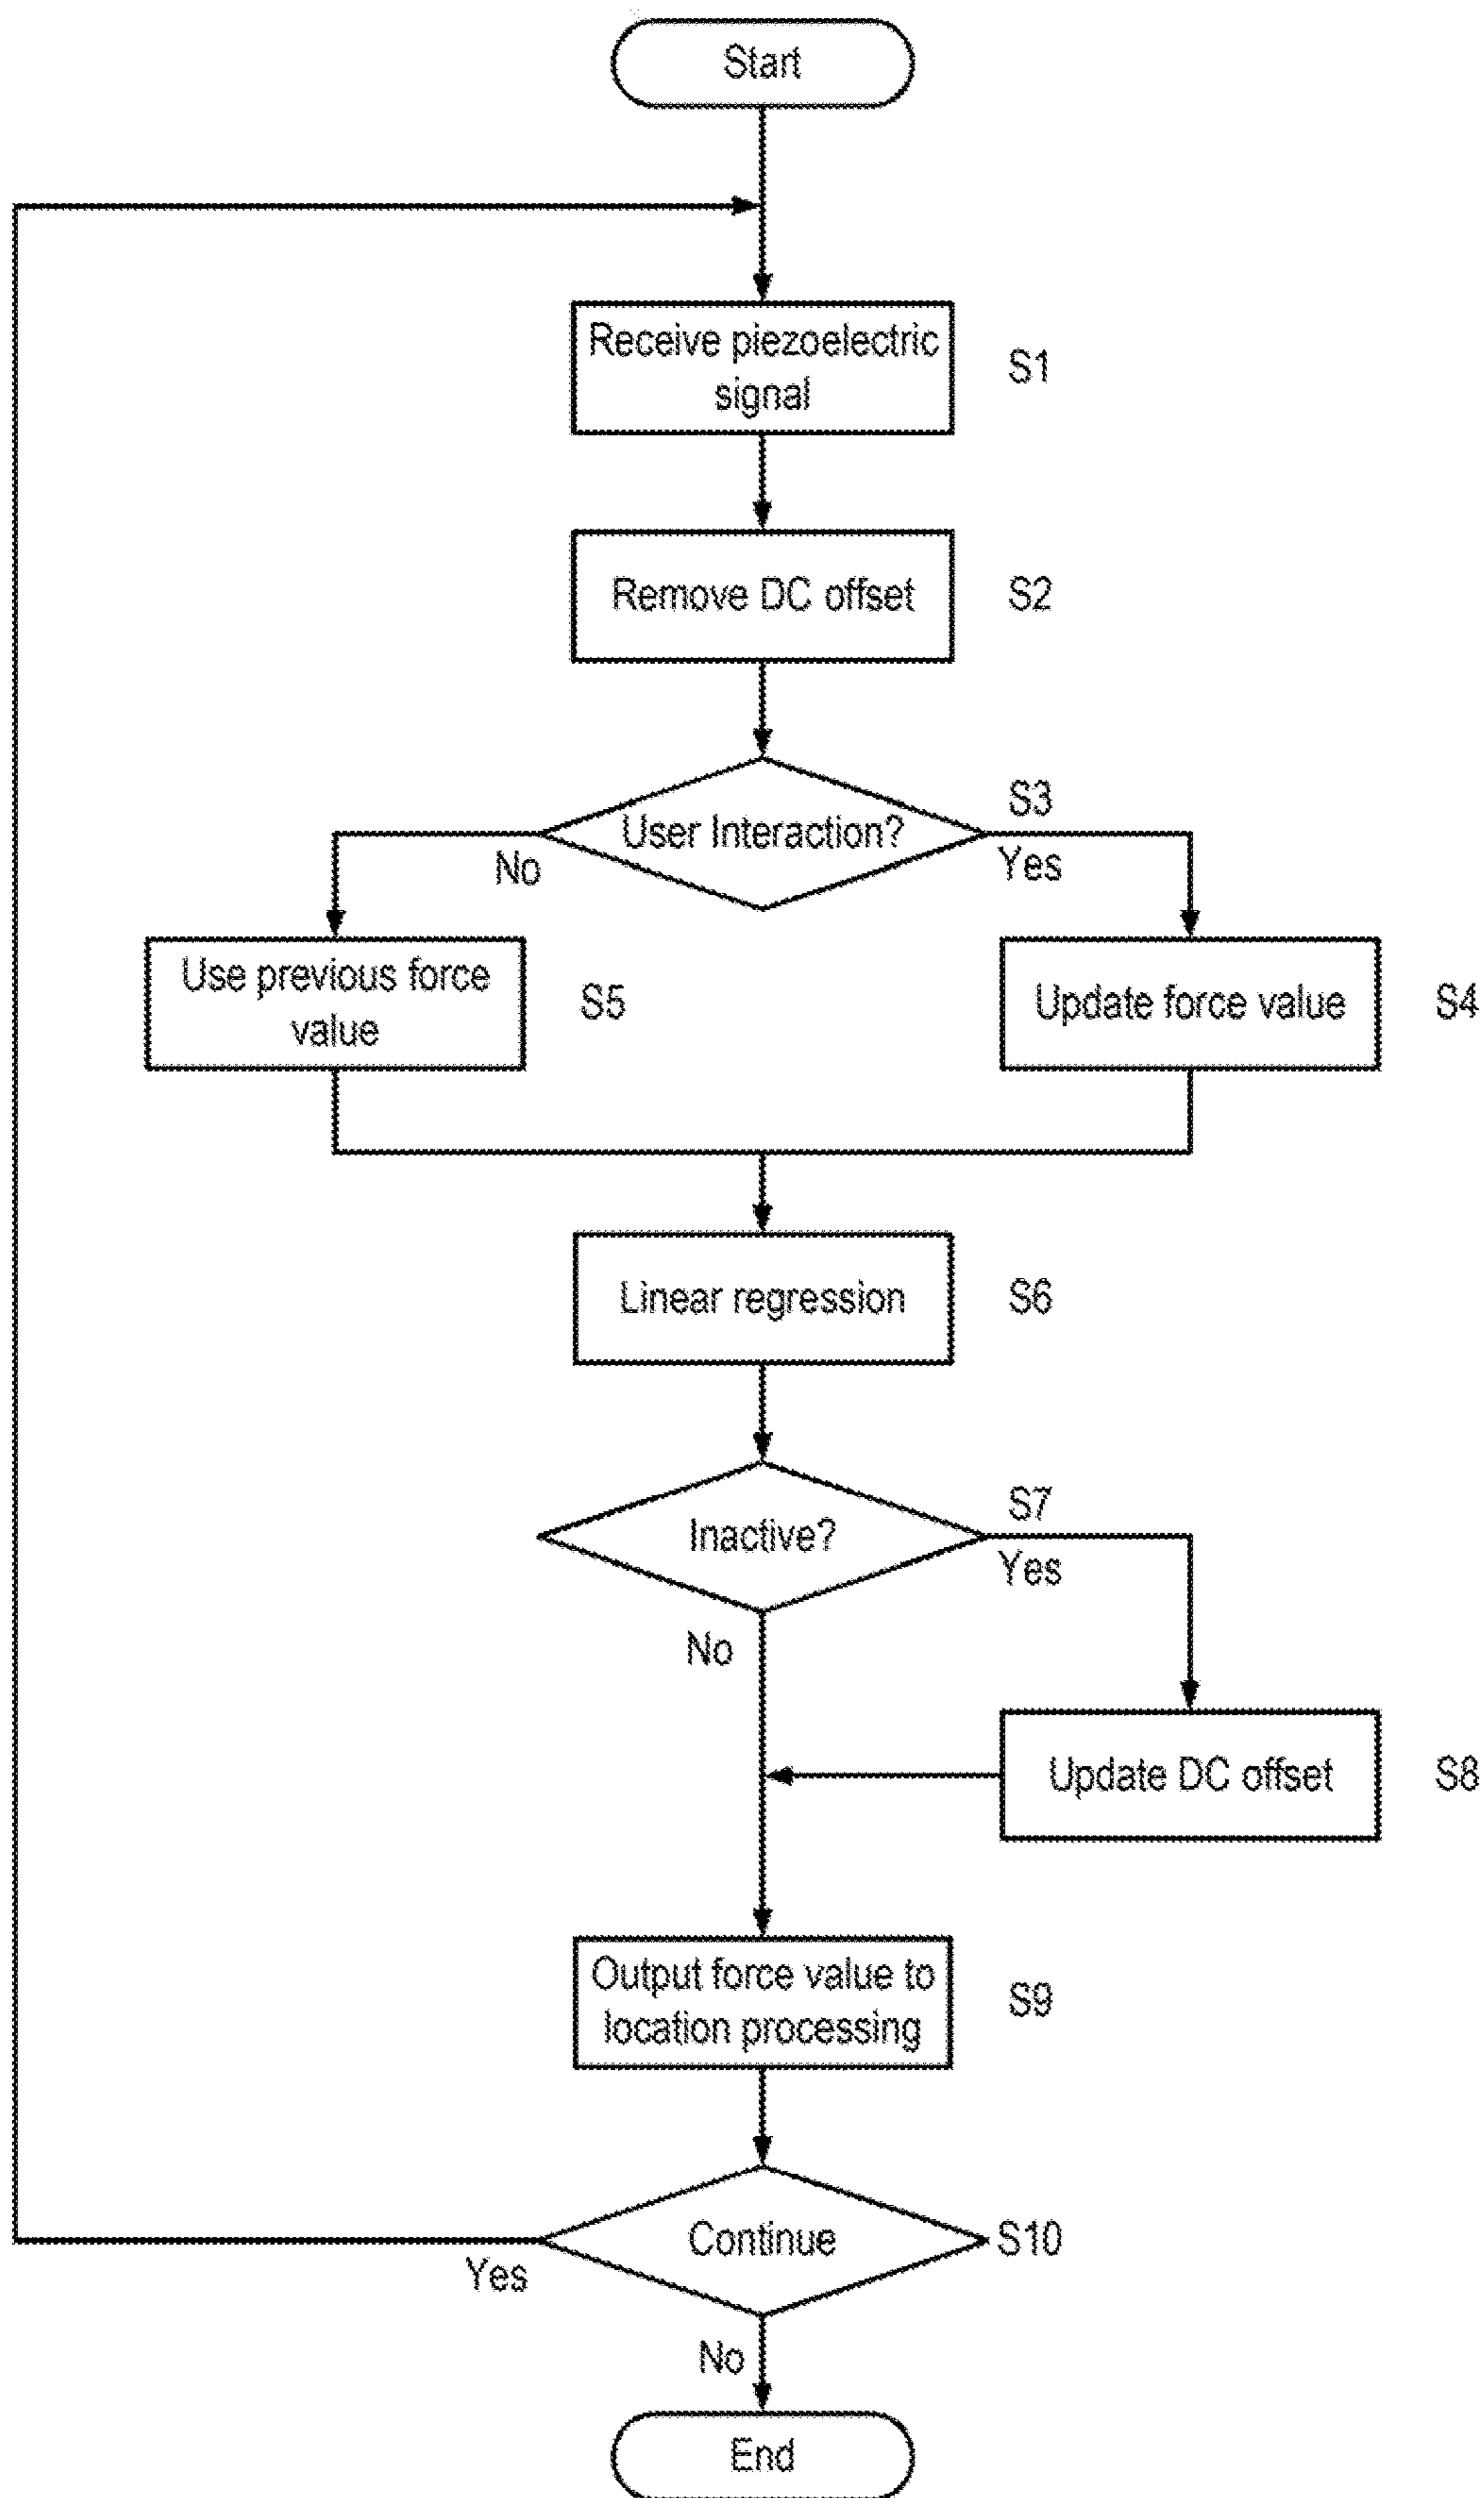 Start
Receive piezoelectric
signal
S1
Remove DC offset
S2
User Interaction?
S3
No
Yes
Use previous force
value
S5
Update force value
S4
Linear regression
S6
Inactive?
S7
Yes
No
Update DC offset
S8
Output force value to
location processing
S9
Continue
S10
Yes
No
End